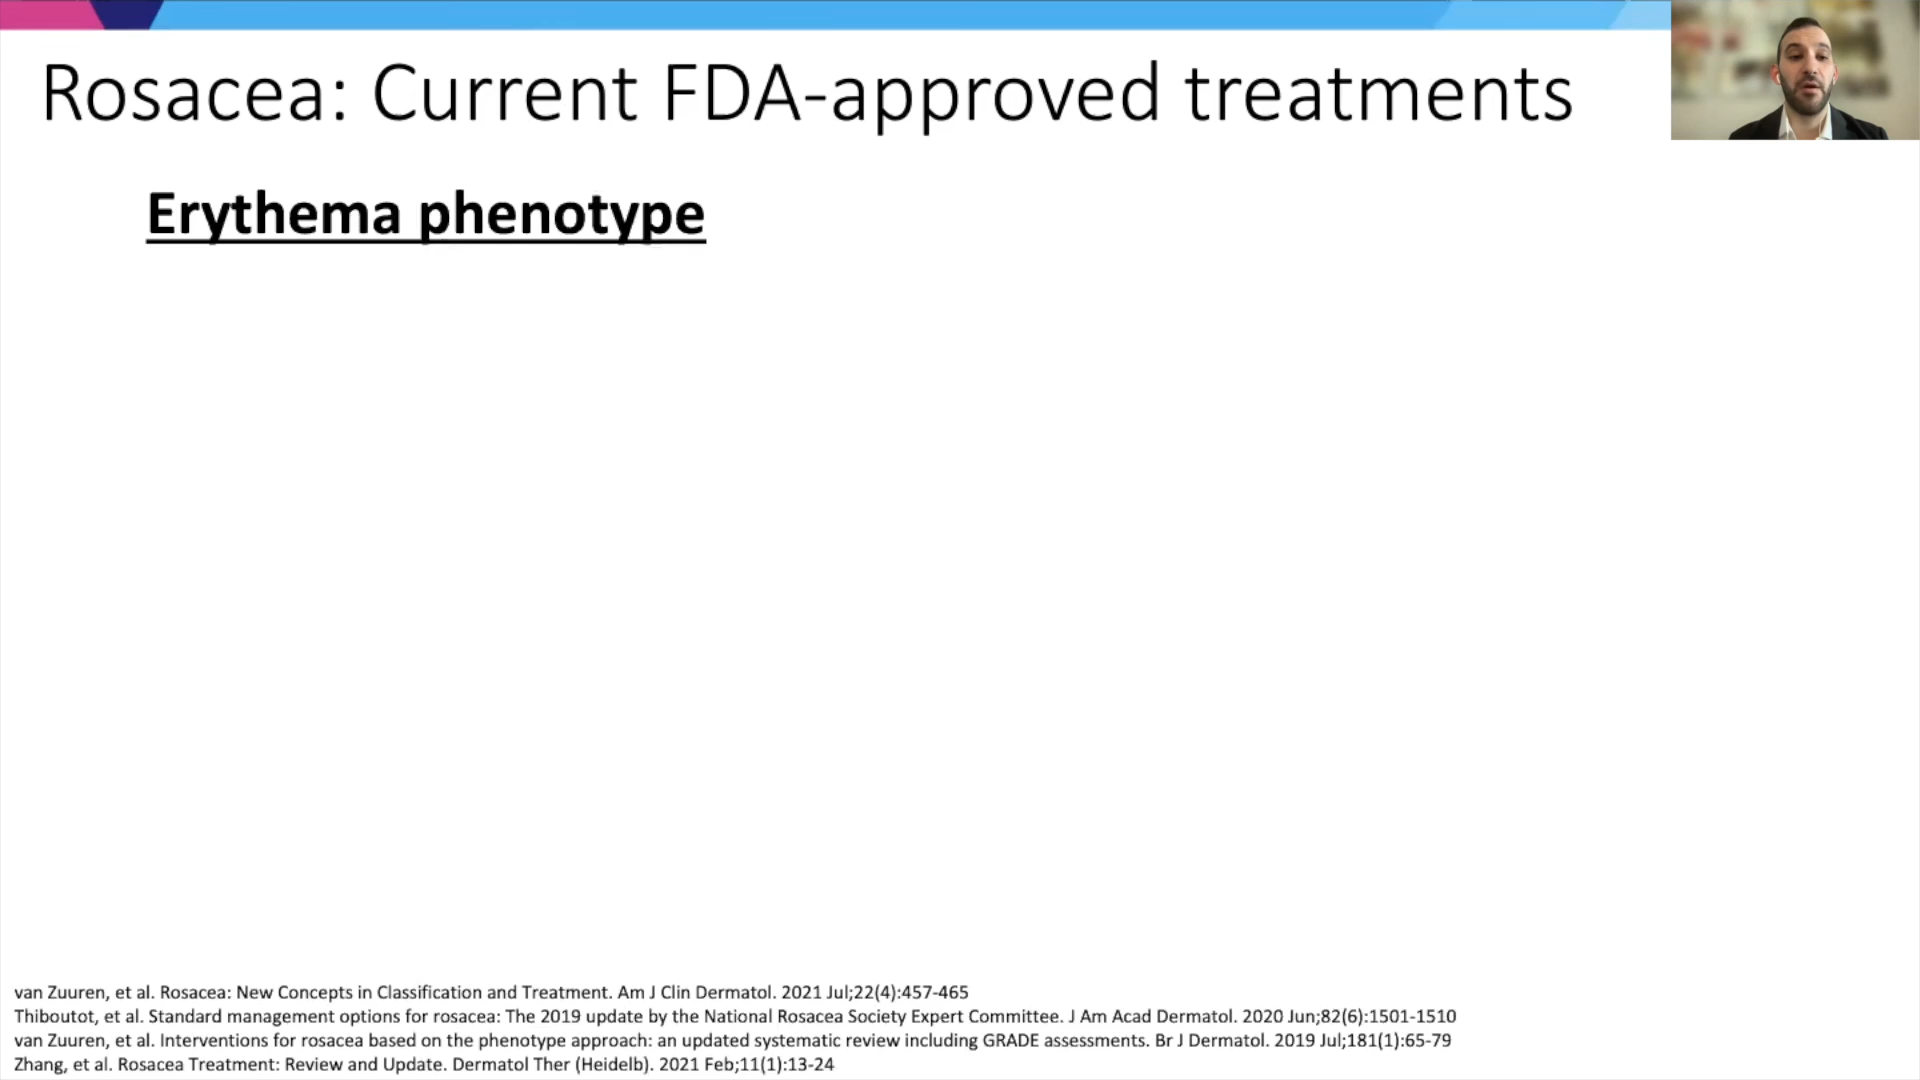 Rosacea: Current FDA-approved treatments
Erythema phenotype
van Zuuren, et al. Rosacea: New Concepts in Classification and Treatment. Am J Clin Dermatol. 2021 Jul;22(4):457-465
Thiboutot, et al. Standard management options for rosacea: The 2019 update by the National Rosacea Society Expert Committee. J Am Acad Dermatol. 2020 Jun;82(6):1501-1510
van Zuuren, et al. Interventions for rosacea based on the phenotype approach: an updated systematic review including GRADE assessments. Br J Dermatol. 2019 Jul;181(1):65-79
Zhang, et al. Rosacea Treatment: Review and Update. Dermatol Ther (Heidelb). 2021 Feb;11(1):13-24